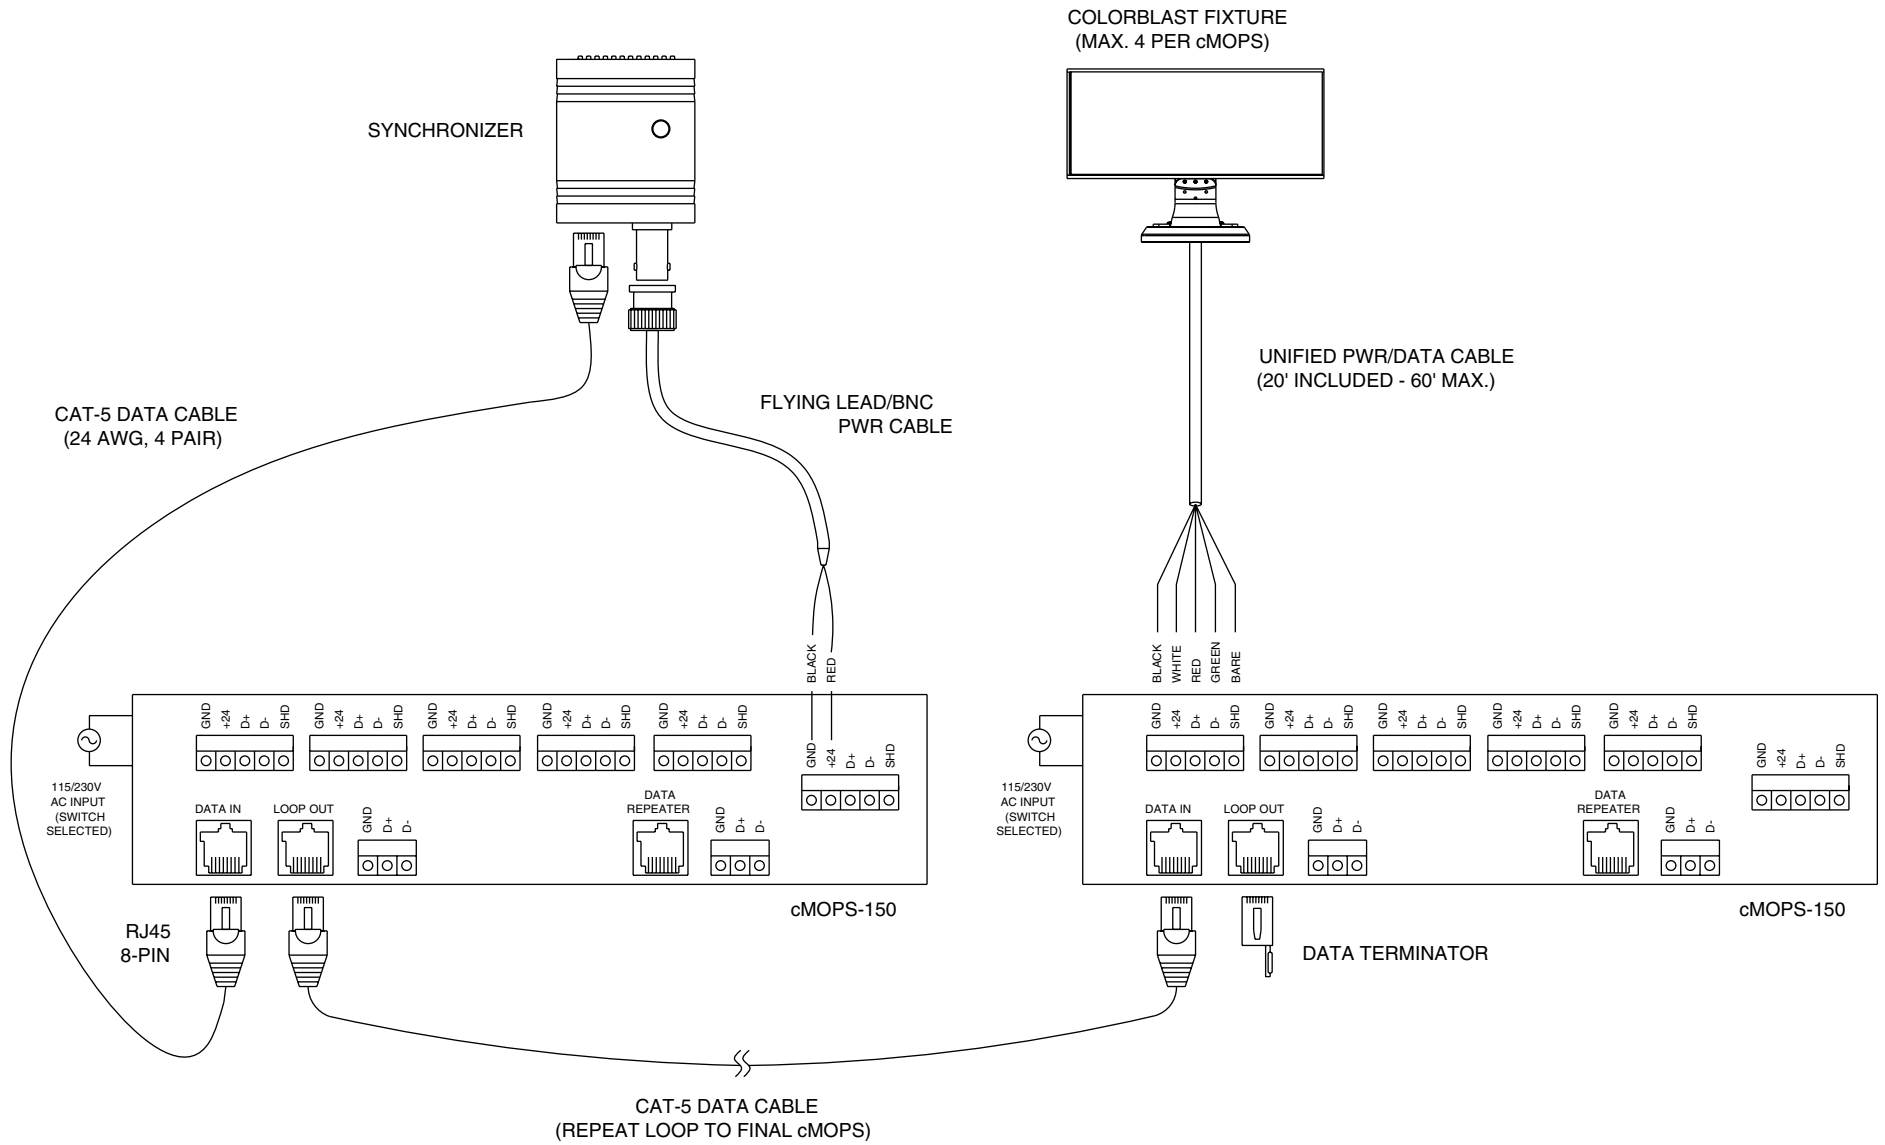 COLORBLAST FIXTURE
(MAX. 4 PER cMOPS)
SYNCHRONIZER
UNIFIED PWR/DATA CABLE
(20' INCLUDED - 60' MAX.)
CAT-5 DATA CABLE
(24 AWG, 4 PAIR)
FLYING LEAD/BNC
PWR CABLE
BLACK
RED
BLACK
WHITE
RED
GREEN
BARE
GND +24 D+ D- SHD
GND +24 D+ D- SHD
GND +24 D+ D- SHD
GND +24 D+ D- SHD
GND +24 D+ D- SHD
GND +24 D+ D- SHD
115/230V
AC INPUT
(SWITCH
SELECTED)
DATA IN
LOOP OUT
GND D+ D-
DATA
REPEATER
GND D+ D-
cMOPS-150
GND +24 D+ D- SHD
GND +24 D+ D- SHD
GND +24 D+ D- SHD
GND +24 D+ D- SHD
GND +24 D+ D- SHD
GND +24 D+ D- SHD
115/230V
AC INPUT
(SWITCH
SELECTED)
DATA IN
LOOP OUT
GND D+ D-
DATA
REPEATER
GND D+ D-
cMOPS-150
RJ45
8-PIN
DATA TERMINATOR
CAT-5 DATA CABLE
(REPEAT LOOP TO FINAL cMOPS)